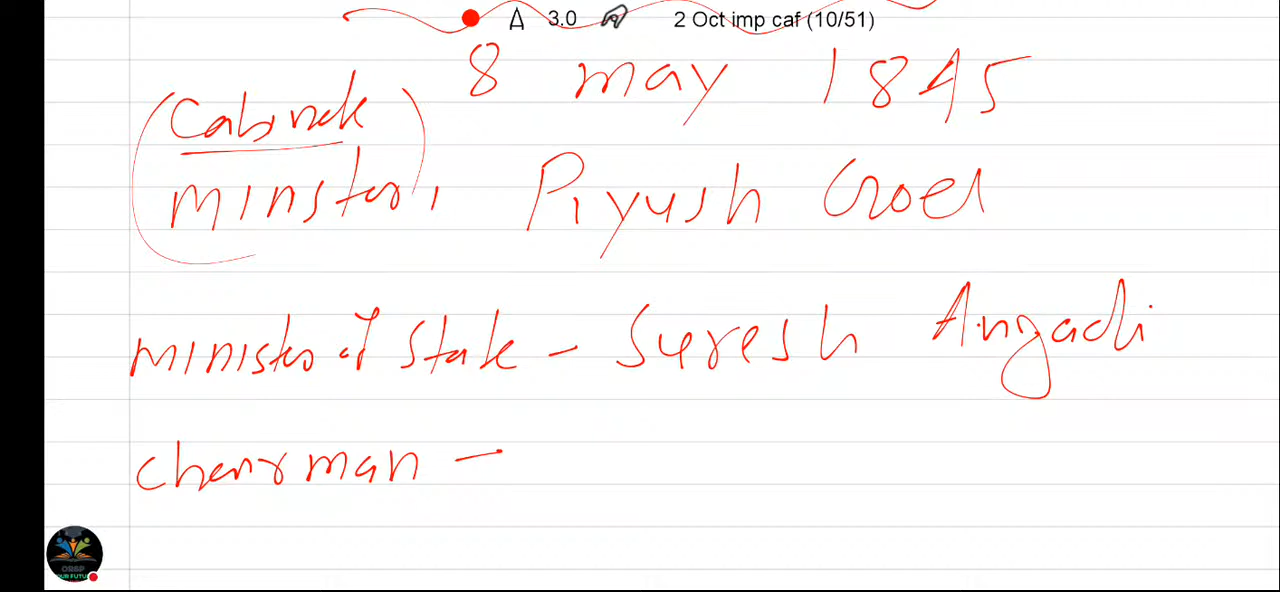 3.0 2 Oct imp caf (10/51)
8 may 1845
(Cabinet
minster) Piyush Goel
minister of state - Suresh Angadi
chairman -